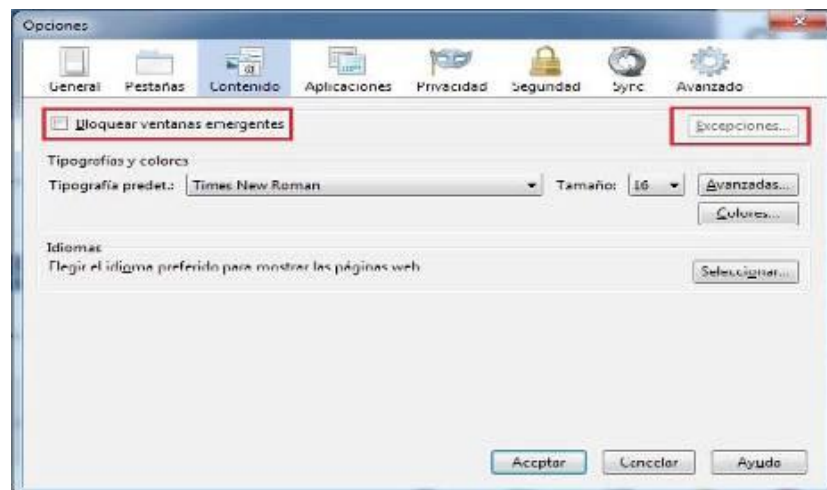 Opciones
General Pestañas Contenido Aplicaciones Privacidad Seguridad Sync Avanzado
Bloquear ventanas emergentes Excepciones...
Tipografías y colores
Tipografía predet.: Times New Roman Tamaño: 16 Avanzadas...
Colores...
Idiomas
Elegir el idioma preferido para mostrar las páginas web Seleccionar...
Aceptar Cancelar Ayuda